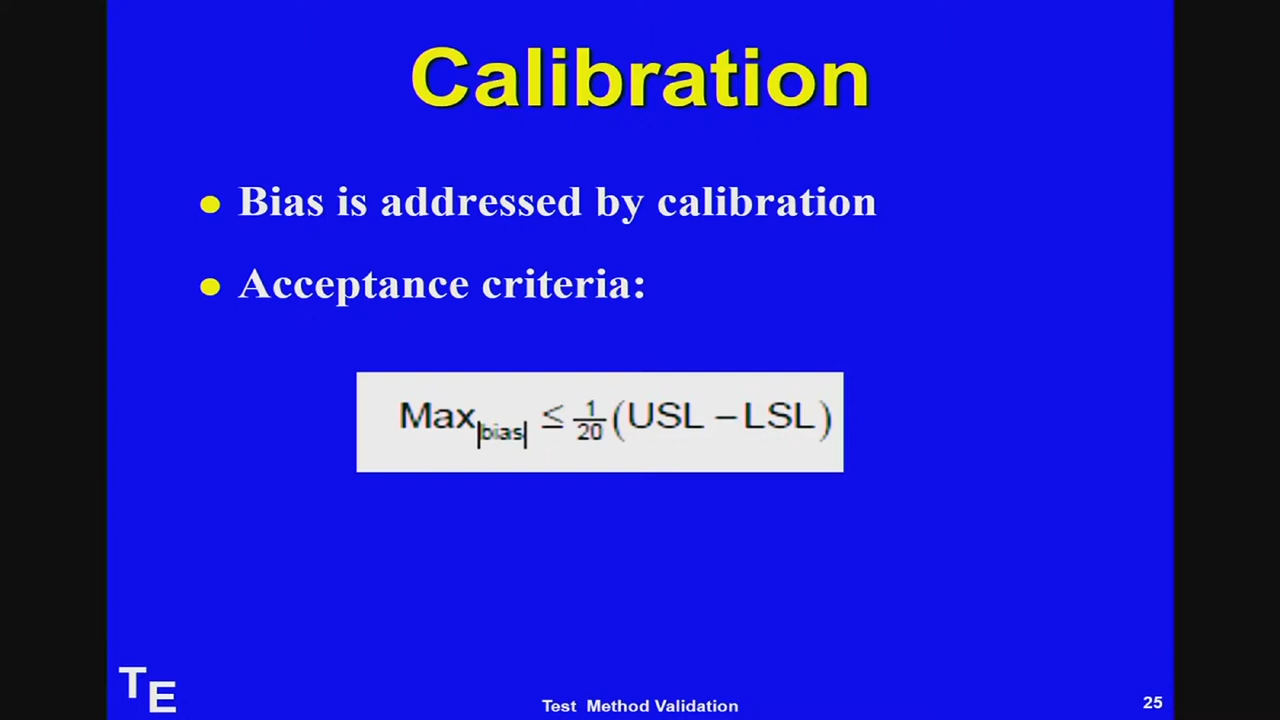 Calibration
Bias is addressed by calibration
Acceptance criteria:
Max|bias| ≤ 1/20 (USL – LSL)
TE
Test Method Validation
25